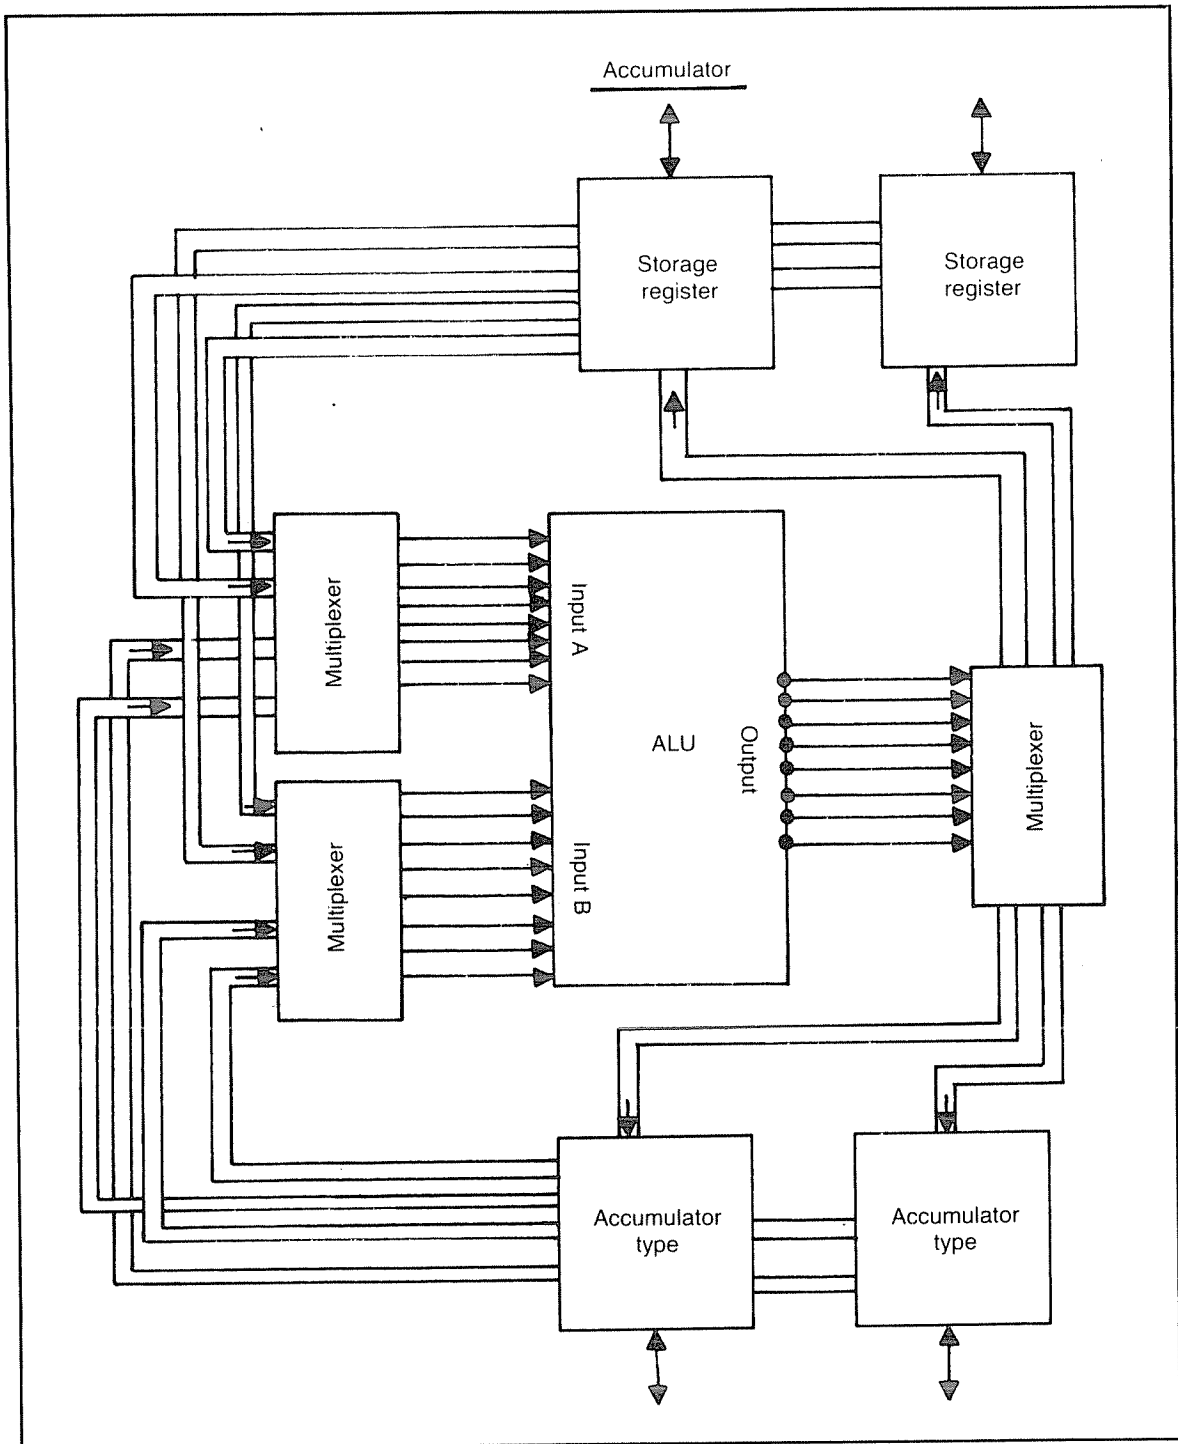 Accumulator
Storage
register
Storage
register
Multiplexer
Input A
ALU
Output
Multiplexer
Multiplexer
Input B
Accumulator
type
Accumulator
type